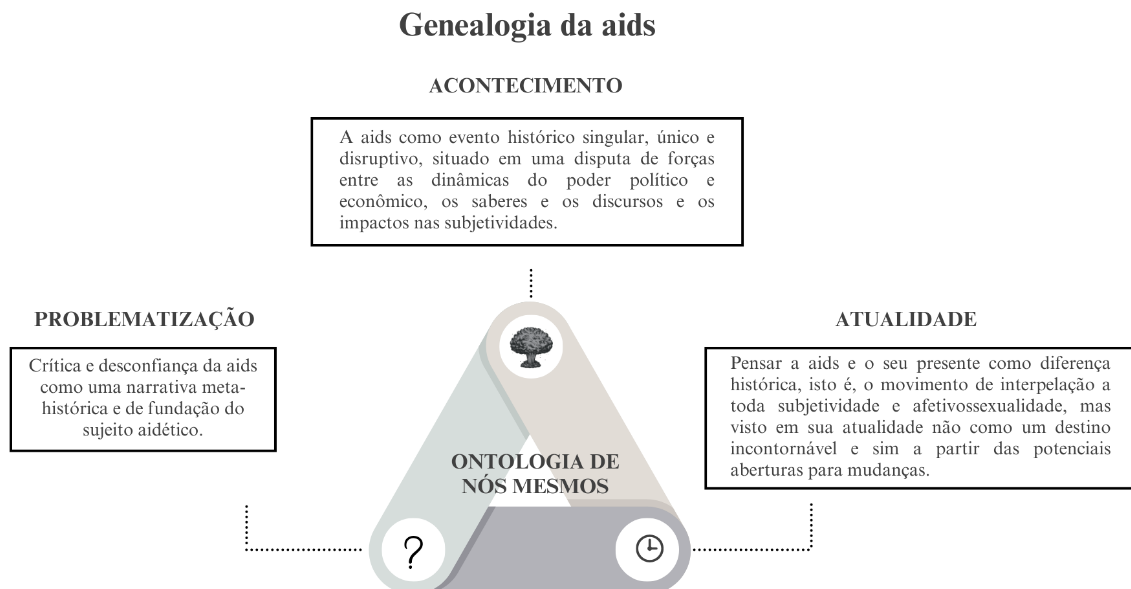 Genealogia da aids
ACONTECIMENTO
A aids como evento histórico singular, único e
disruptivo, situado em uma disputa de forças
entre as dinâmicas do poder político e
econômico, os saberes e os discursos e os
impactos nas subjetividades.
PROBLEMATIZAÇÃO
Crítica e desconfiança da aids
como uma narrativa meta-
histórica e de fundação do
sujeito aidético.
ATUALIDADE
Pensar a aids e o seu presente como diferença
histórica, isto é, o movimento de interpelação a
toda subjetividade e afetivossexualidade, mas
visto em sua atualidade não como um destino
incontornável e sim a partir das potenciais
aberturas para mudanças.
ONTOLOGIA DE
NÓS MESMOS
?